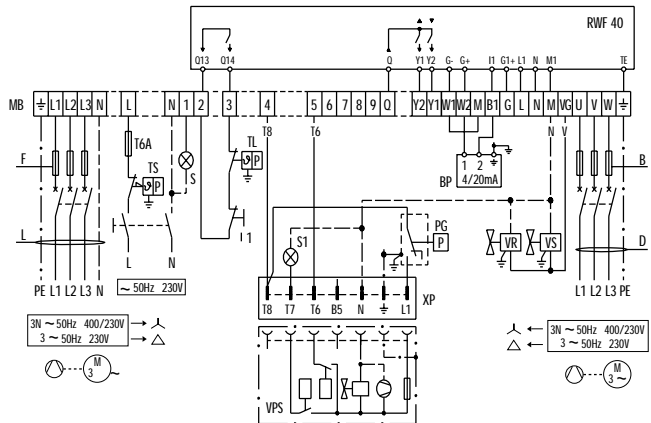 RWF 40
Q13 Q14 Q Y1 Y2 G- G+ I1 G1+ L1 N M1 TE
MB L1 L2 L3 N L N 1 2 3 4 5 6 7 8 9 Q Y2 Y1 W1 W2 M B1 G L N M VG U V W
T8 T6 N V
F T6A TS ϑ P S TL ϑ P 1 2 BP 4/20mA B
I1
PG P
S1 VR VS
L D
L N
PE L1 L2 L3 N ~ 50Hz 230V L1 L2 L3 PE
XP
T8 T7 T6 B5 N L1
3N ~ 50Hz 400/230V
3 ~ 50Hz 230V
3N ~ 50Hz 400/230V
3 ~ 50Hz 230V
M
3 ~
M
3 ~
VPS